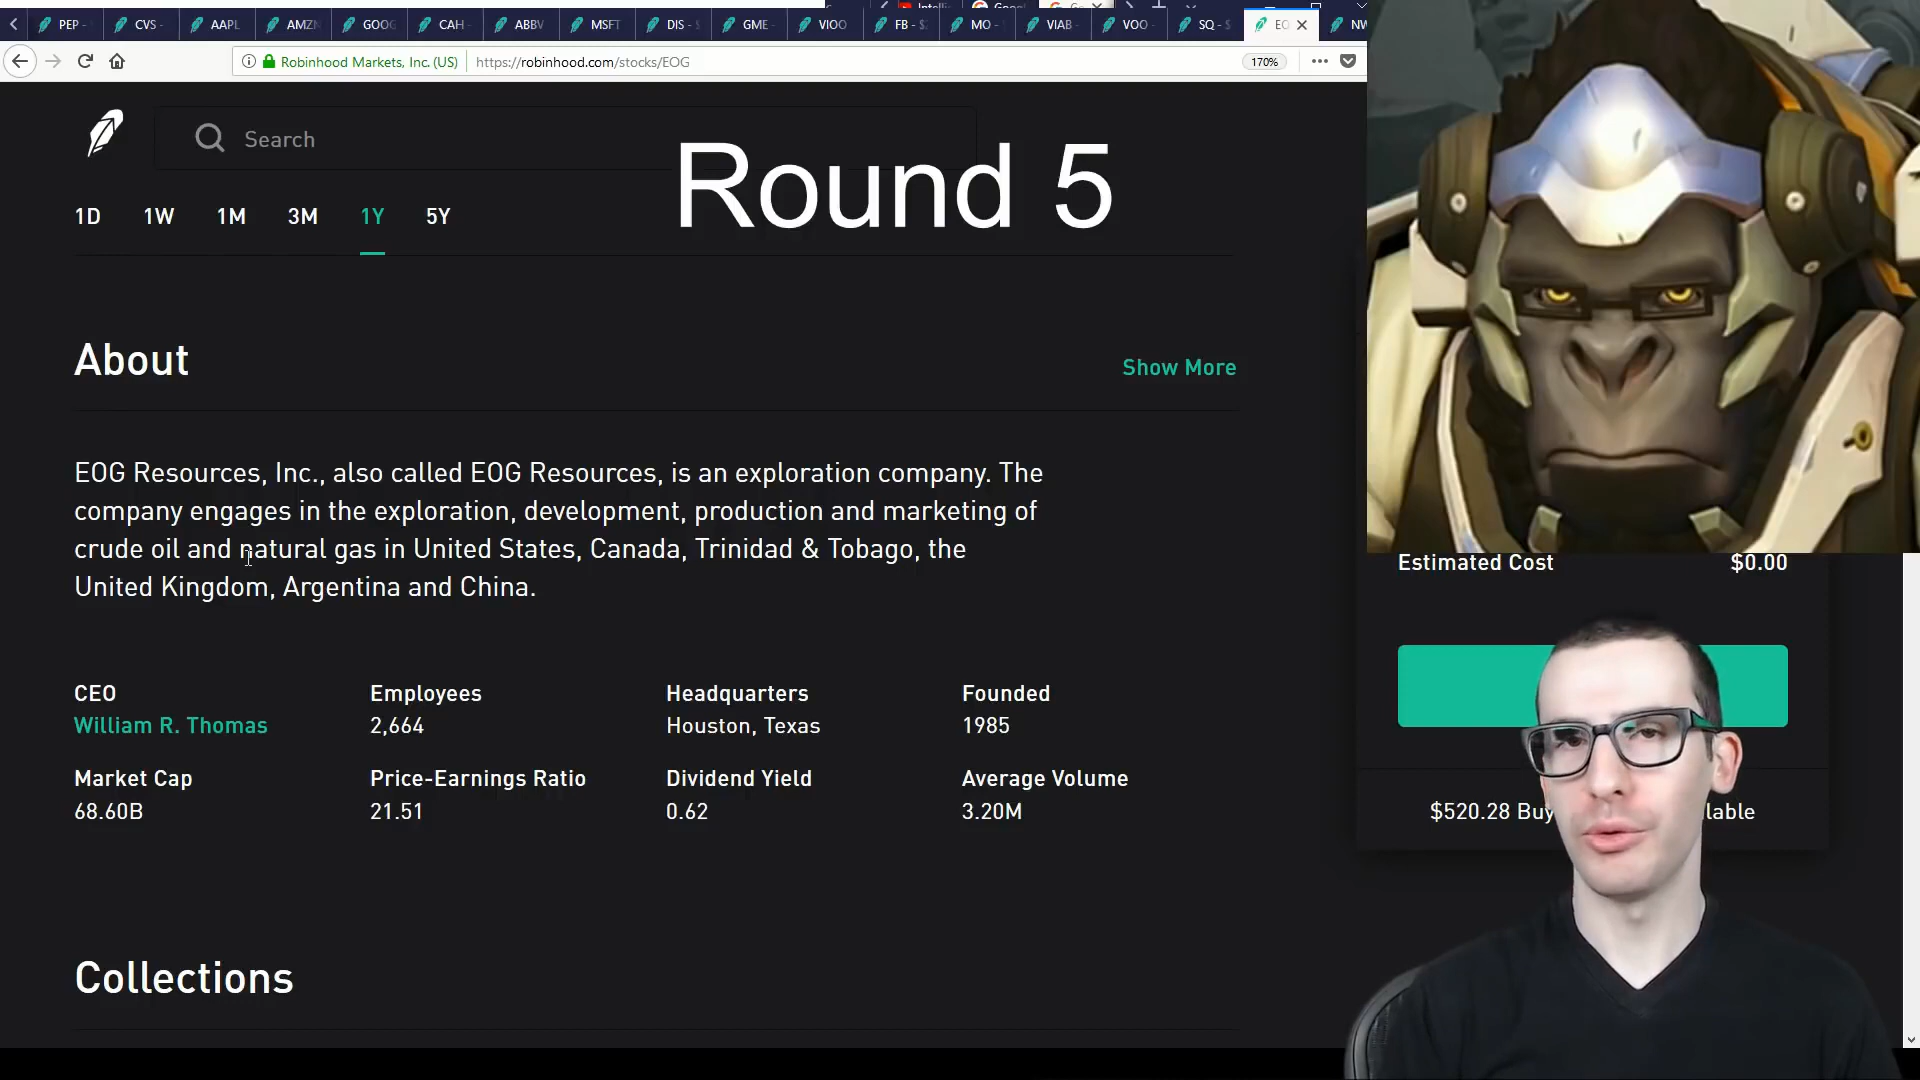 PEP -
CVS -
AAPL
AMZN
GOOG
CAH -
ABBV
MSFT
DIS - $
GME -
VIOO
FB - $
MO -
VIAB -
VOO -
SQ - $
EO
NW
Robinhood Markets, Inc. (US)
https://robinhood.com/stocks/EOG
170%
Search
Round 5
1D
1W
1M
3M
1Y
5Y
About
Show More
EOG Resources, Inc., also called EOG Resources, is an exploration company. The
company engages in the exploration, development, production and marketing of
crude oil and natural gas in United States, Canada, Trinidad & Tobago, the
United Kingdom, Argentina and China.
Estimated Cost
$0.00
CEO
Employees
Headquarters
Founded
William R. Thomas
2,664
Houston, Texas
1985
Market Cap
Price-Earnings Ratio
Dividend Yield
Average Volume
68.60B
21.51
0.62
3.20M
$520.28 Buy
lable
Collections